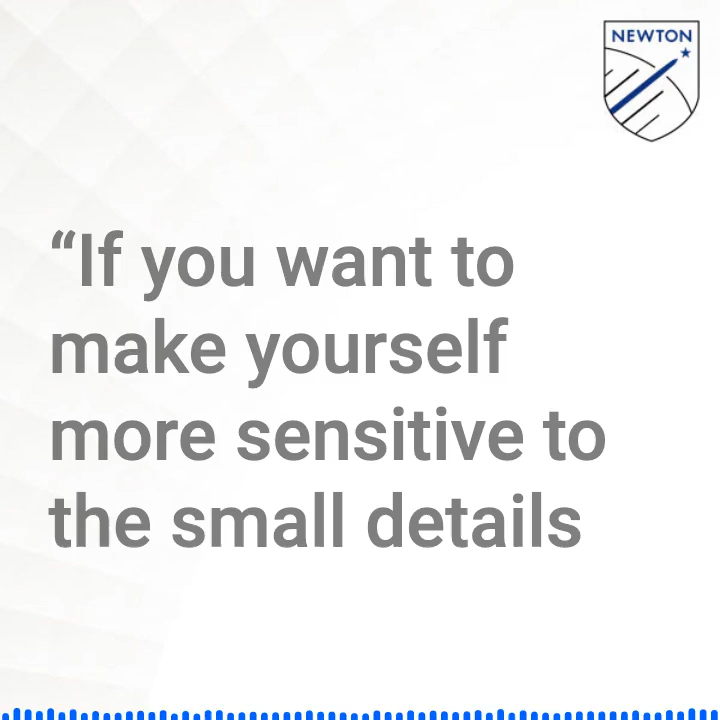 NEWTON
“If you want to
make yourself
more sensitive to
the small details